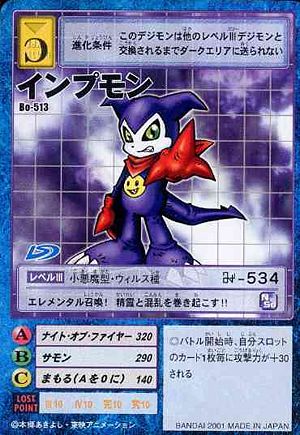 進化条件
このデジモンは他のレベルⅢデジモンと
交換されるまでダークエリアに送られない
インプモン
Bo-513
レベルⅢ
小悪魔型・ウィルス種
-534
エレメンタル召喚! 精霊と混乱を巻き起こす!!
A ナイト・オブ・ファイヤー 320
B サモン 290
C まもる(Aを0に) 140
◎バトル開始時、自分スロット
のカード1枚毎に攻撃力が+30
される
LOST
POINT
Ⅲ10 Ⅳ10 完10 究10
©本郷あきよし・東映アニメーション
BANDAI 2001 MADE IN JAPAN